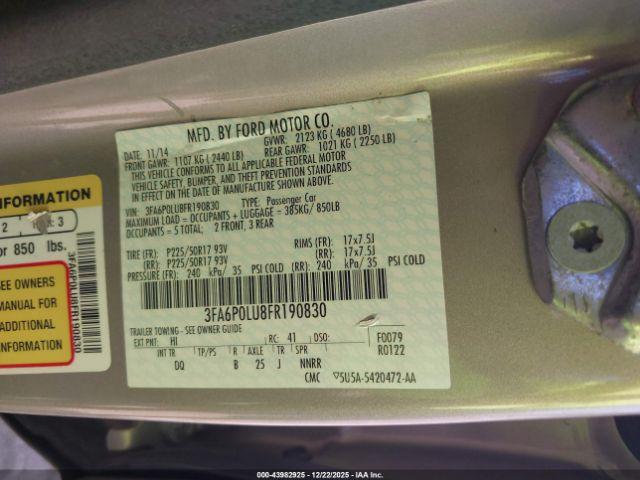 MFD. BY FORD MOTOR CO.
DATE: 11/14 GVWR: 2123 KG (4680 LB)
FRONT GAWR: 1107 KG (2440 LB) REAR GAWR: 1021 KG (2250 LB)
THIS VEHICLE CONFORMS TO ALL APPLICABLE FEDERAL MOTOR
VEHICLE SAFETY, BUMPER, AND THEFT PREVENTION STANDARDS
IN EFFECT ON THE DATE OF MANUFACTURE SHOWN ABOVE.
VIN: 3FA6P0LU8FR190830 TYPE: Passenger Car
MAXIMUM LOAD = OCCUPANTS + LUGGAGE = 385KG/850LB
OCCUPANTS = 5 TOTAL: 2 FRONT, 3 REAR
TIRE (FR): P225/50R17 93V RIMS (FR): 17x7.5J
(RR): P225/50R17 93V (RR): 17x7.5J
PRESSURE (FR): 240 kPa/35 PSI COLD (RR): 240 kPa/35 PSI COLD
3FA6P0LU8FR190830
TRAILER TOWING - SEE OWNER GUIDE
EXT PNT: HI RC: 41 DSO: F0079
R0122
INT TR TP/PS R AXLE TR SPR
DQ B 25 J NNRR
CMC ▽5U5A-5420472-AA
INFORMATION
2 3
or 850 lbs.
SEE OWNERS
MANUAL FOR
ADDITIONAL
INFORMATION
3FA6P0LU8FR190830
000-43982925 - 12/22/2025 - IAA Inc.